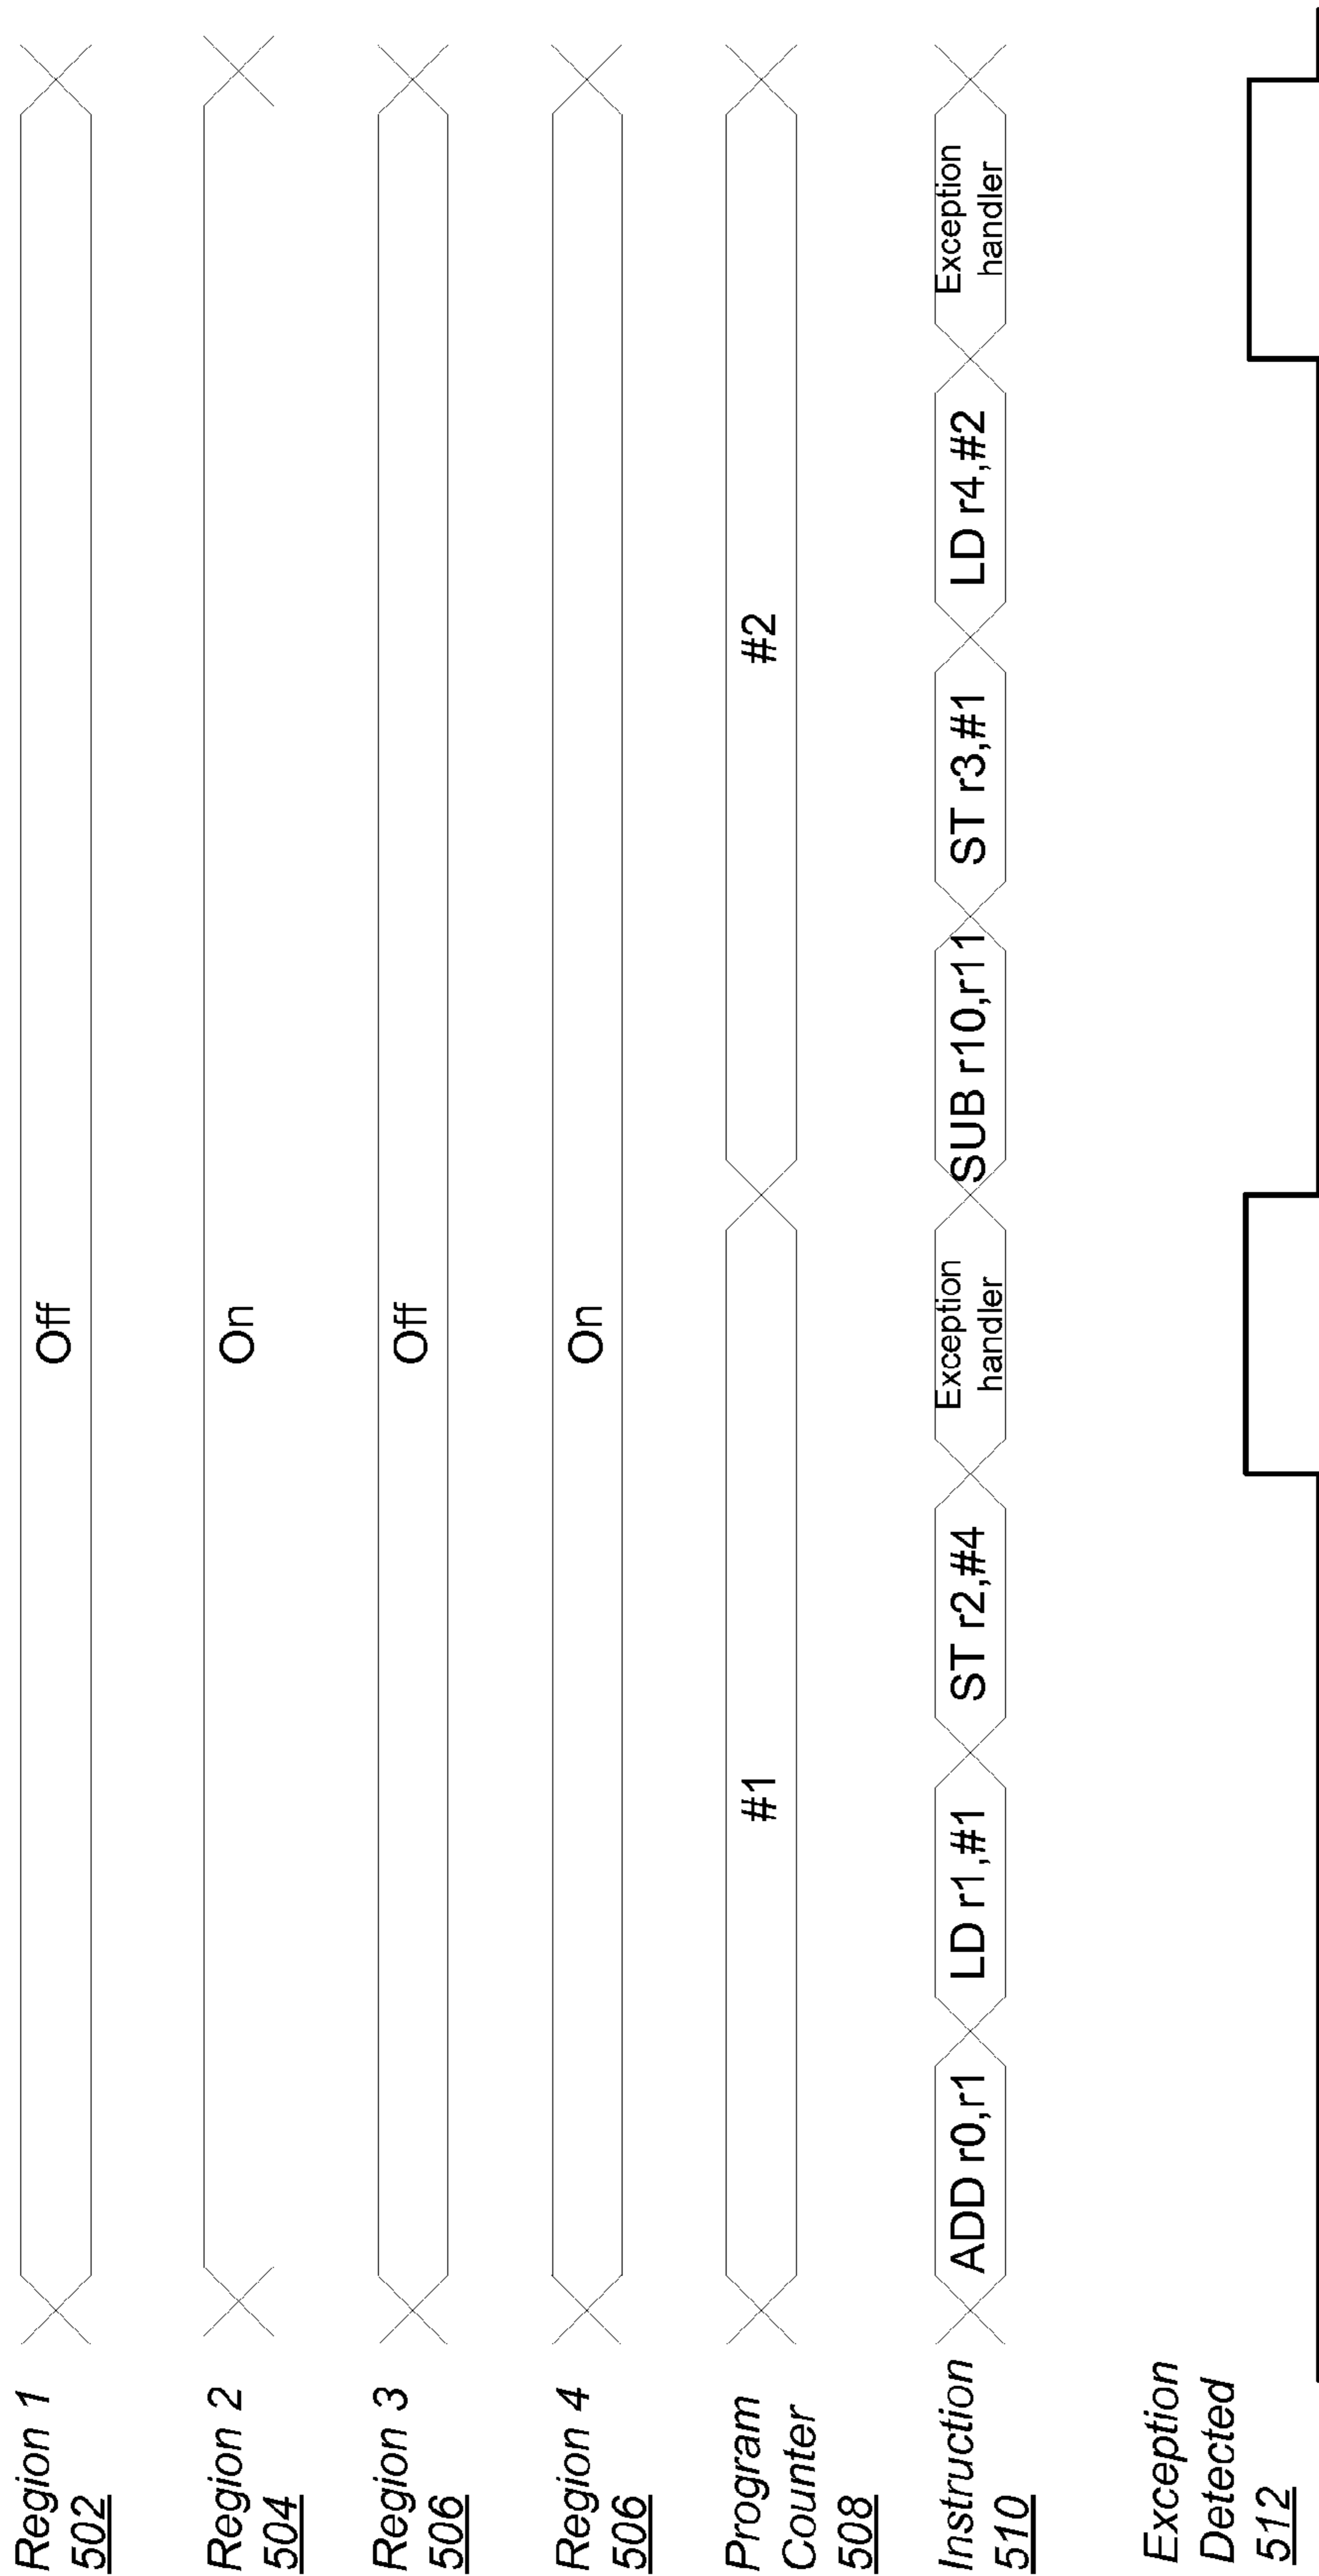 Region 1
502
Off
Region 2
504
On
Region 3
506
Off
Region 4
506
On
Program
Counter
508
#1
#2
Instruction
510
ADD r0,r1
LD r1,#1
ST r2,#4
Exception
handler
SUB r10,r11
ST r3,#1
LD r4,#2
Exception
handler
Exception
Detected
512